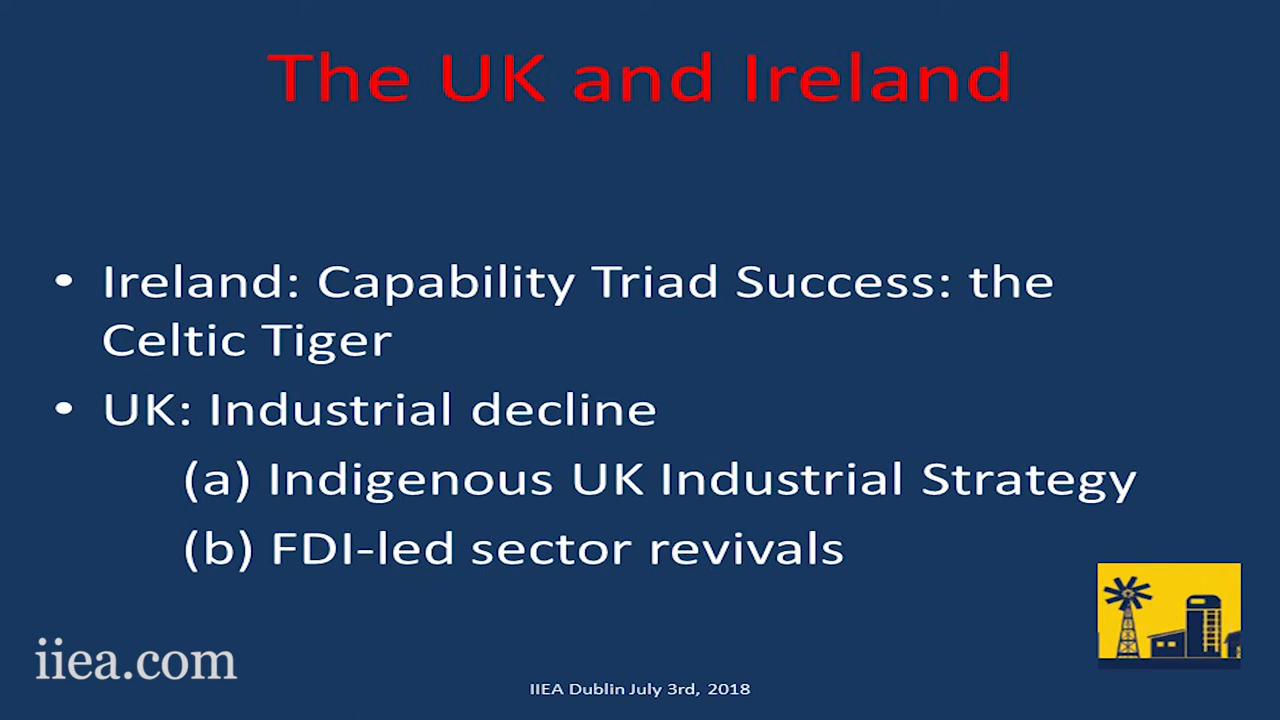 The UK and Ireland
• Ireland: Capability Triad Success: the
Celtic Tiger
• UK: Industrial decline
(a) Indigenous UK Industrial Strategy
(b) FDI-led sector revivals
iiea.com
IIEA Dublin July 3rd, 2018